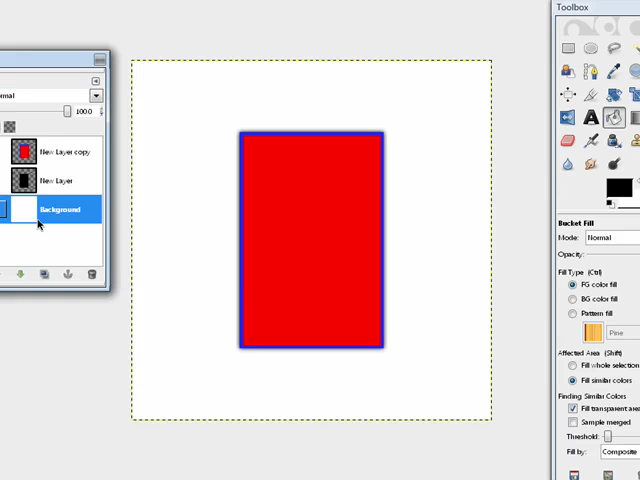 Toolbox
rmal
100.0
New Layer copy
New Layer
Background
A
Bucket Fill
Mode:
Normal
Opacity:
Fill Type (Ctrl)
FG color fill
BG color fill
Pattern fill
Pine
Affected Area (Shift)
Fill whole selection
Fill similar colors
Finding Similar Colors
Fill transparent area
Sample merged
Threshold:
Fill by:
Composite